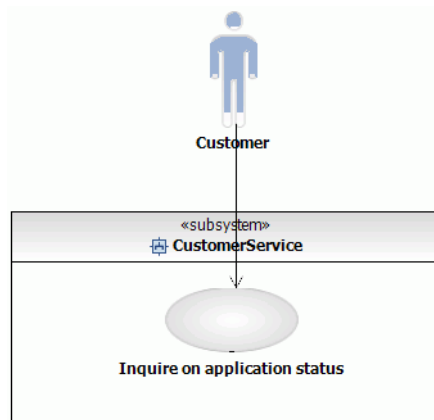 Customer
«subsystem»
CustomerService
Inquire on application status